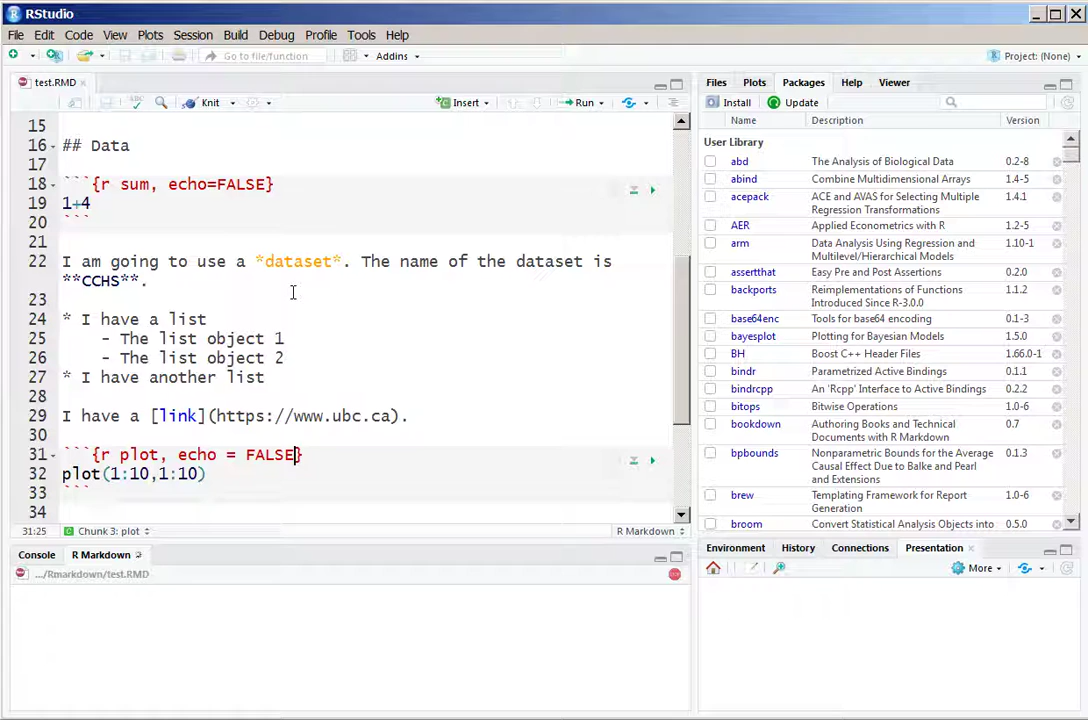 RStudio
File Edit Code View Plots Session Build Debug Profile Tools Help
Go to file/function Addins Project: (None)
test.RMD
Knit Insert Run
15
16 ## Data
17
18 ```{r sum, echo=FALSE}
19 1+4
20 ```
21
22 I am going to use a *dataset*. The name of the dataset is
**CCHS**.
23
24 * I have a list
25 - The list object 1
26 - The list object 2
27 * I have another list
28
29 I have a [link](https://www.ubc.ca).
30
31 ```{r plot, echo = FALSE}
32 plot(1:10,1:10)
33 ```
34
31:25 Chunk 3: plot R Markdown
Console R Markdown
.../Rmarkdown/test.RMD
Files Plots Packages Help Viewer
Install Update
Name Description Version
User Library
abd The Analysis of Biological Data 0.2-8
abind Combine Multidimensional Arrays 1.4-5
acepack ACE and AVAS for Selecting Multiple 1.4.1
Regression Transformations
AER Applied Econometrics with R 1.2-5
arm Data Analysis Using Regression and 1.10-1
Multilevel/Hierarchical Models
assertthat Easy Pre and Post Assertions 0.2.0
backports Reimplementations of Functions 1.1.2
Introduced Since R-3.0.0
base64enc Tools for base64 encoding 0.1-3
bayesplot Plotting for Bayesian Models 1.5.0
BH Boost C++ Header Files 1.66.0-1
bindr Parametrized Active Bindings 0.1.1
bindrcpp An 'Rcpp' Interface to Active Bindings 0.2.2
bitops Bitwise Operations 1.0-6
bookdown Authoring Books and Technical 0.7
Documents with R Markdown
bpbounds Nonparametric Bounds for the Average 0.1.3
Causal Effect Due to Balke and Pearl
and Extensions
brew Templating Framework for Report 1.0-6
Generation
broom Convert Statistical Analysis Objects into 0.5.0
Environment History Connections Presentation
More